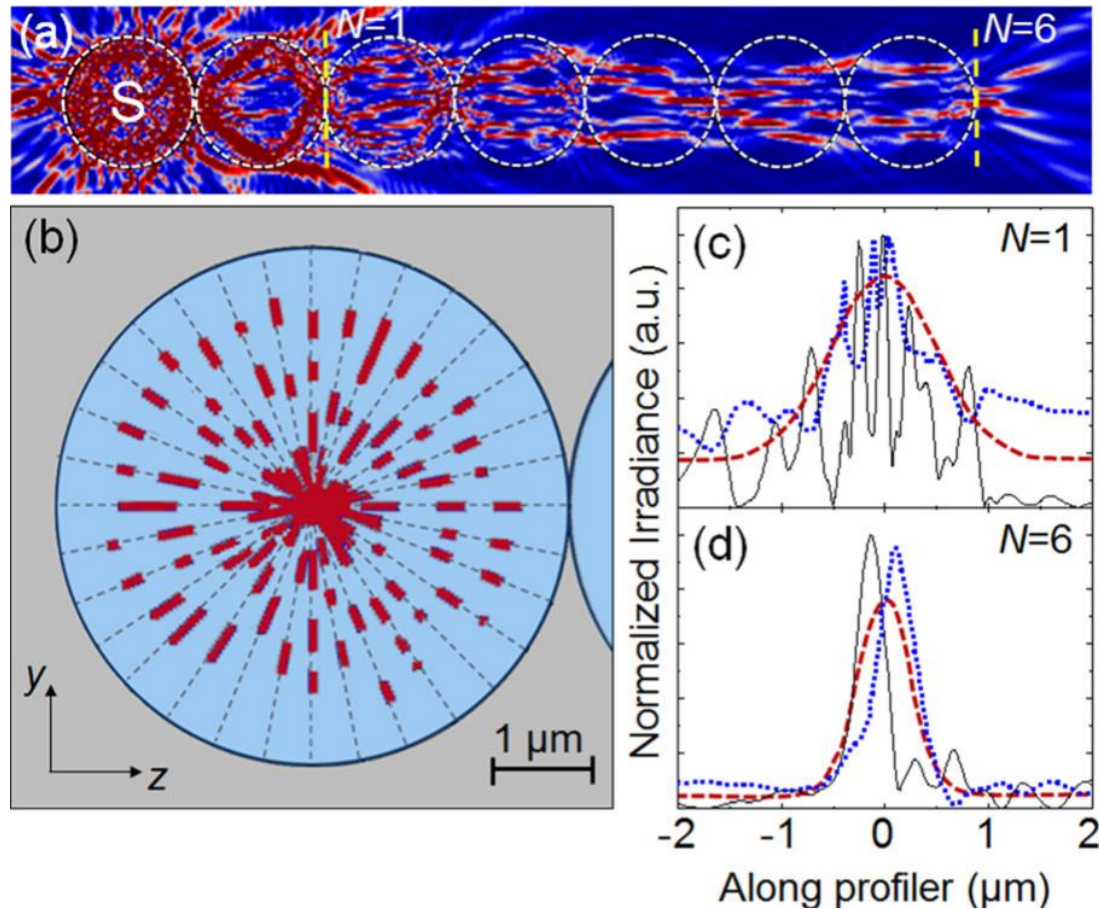 (a)
S
N=1
N=6
(b)
y
z
1 μm
(c)
N=1
(d)
N=6
Normalized Irradiance (a.u.)
-2 -1 0 1 2
Along profiler (μm)